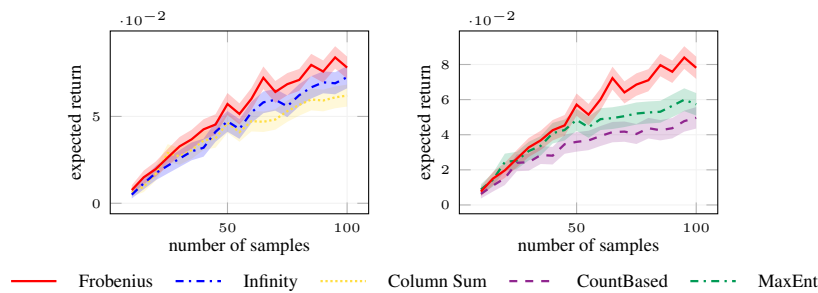 ·10⁻²
5
0
expected return
50
100
number of samples
·10⁻²
8
6
4
2
0
expected return
50
100
number of samples
Frobenius
Infinity
Column Sum
CountBased
MaxEnt